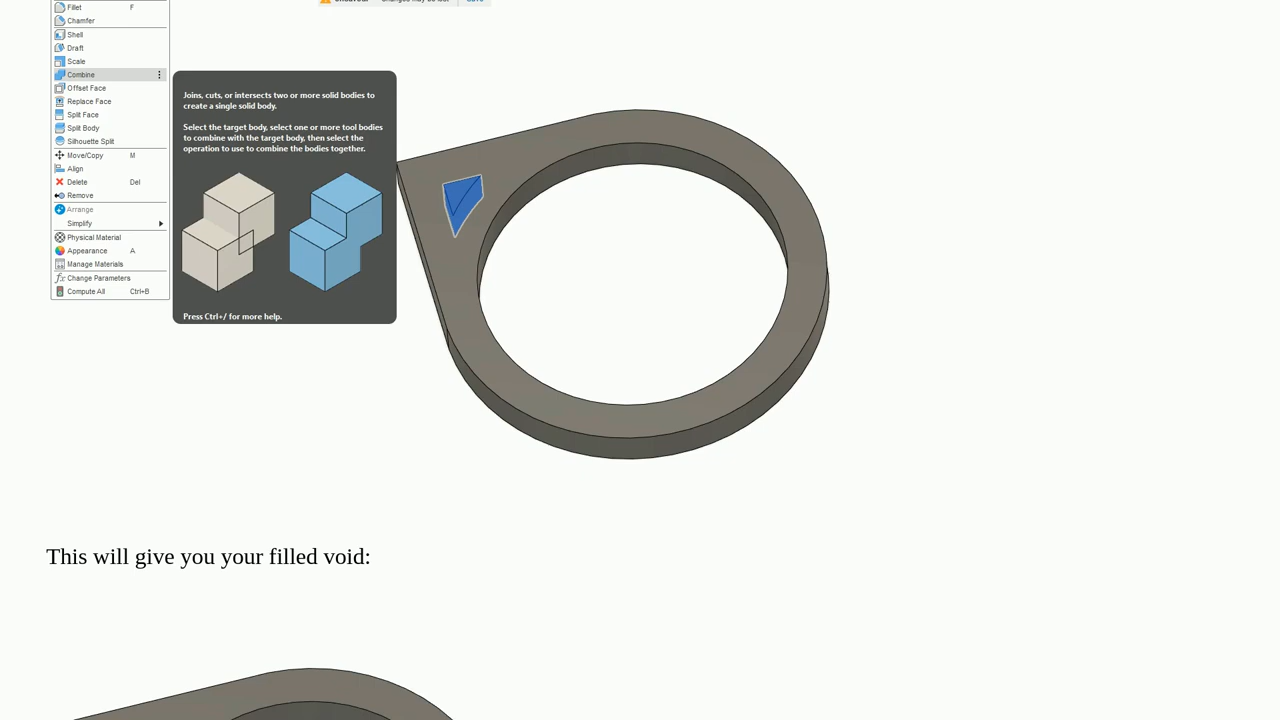 Fillet F
Chamfer
Shell
Draft
Scale
Combine
Offset Face
Replace Face
Split Face
Split Body
Silhouette Split
Move/Copy M
Align
Delete Del
Remove
Arrange
Simplify
Physical Material
Appearance A
Manage Materials
Change Parameters
Compute All Ctrl+B
Joins, cuts, or intersects two or more solid bodies to
create a single solid body.
Select the target body, select one or more tool bodies
to combine with the target body, then select the
operation to use to combine the bodies together.
Press Ctrl+/ for more help.
This will give you your filled void: